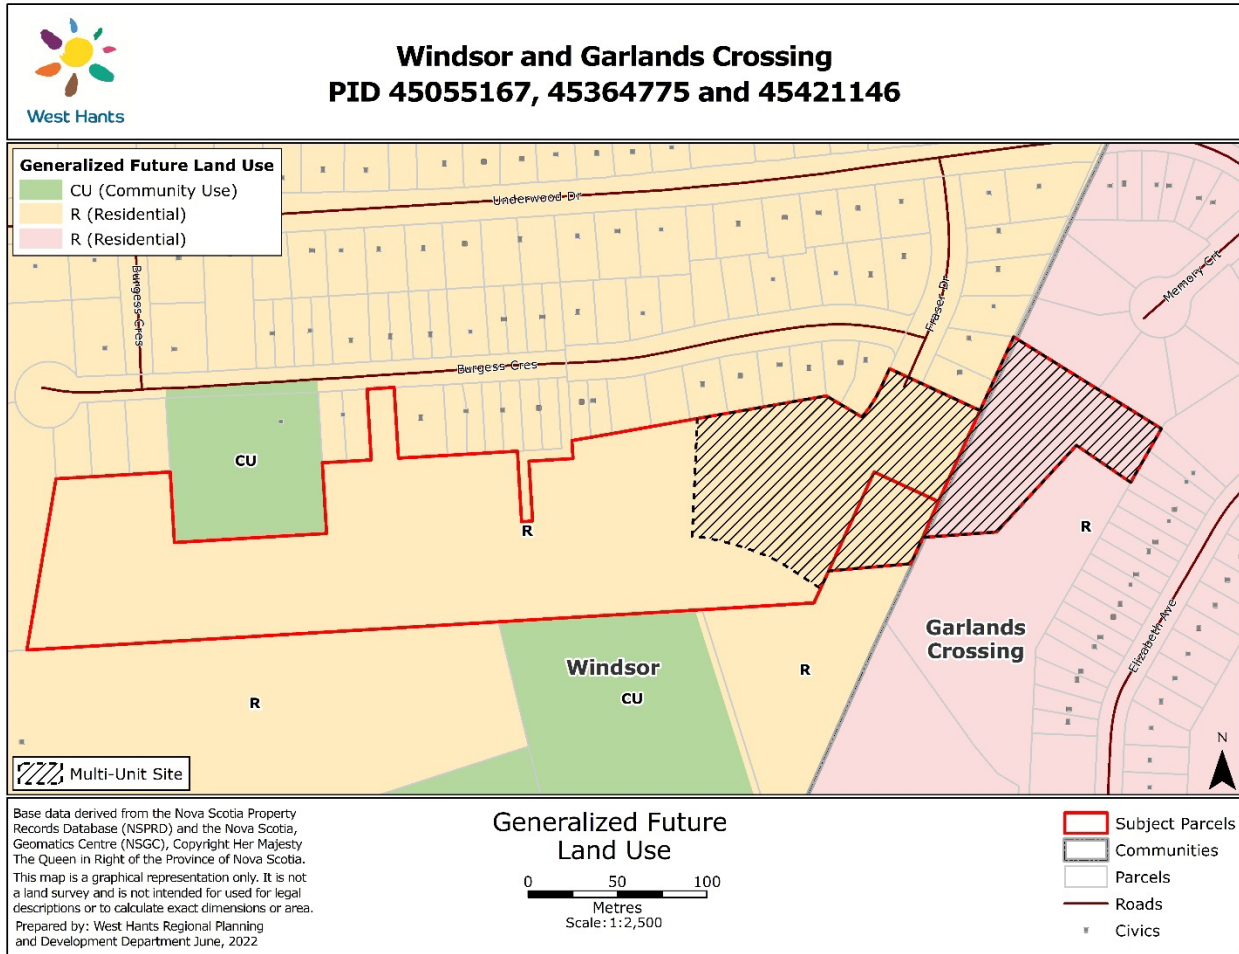 West Hants
Windsor and Garlands Crossing
PID 45055167, 45364775 and 45421146
Generalized Future Land Use
CU (Community Use)
R (Residential)
R (Residential)
Underwood Dr
Burgess Cres
Fraser Dr
Memory Crt
Burgess Cres
CU
R
R
Garlands
Crossing
Elizabeth Ave
Windsor
CU
R
R
N
Multi-Unit Site
Base data derived from the Nova Scotia Property
Records Database (NSPRD) and the Nova Scotia,
Geomatics Centre (NSGC), Copyright Her Majesty
The Queen in Right of the Province of Nova Scotia.
This map is a graphical representation only. It is not
a land survey and is not intended for used for legal
descriptions or to calculate exact dimensions or area.
Prepared by: West Hants Regional Planning
and Development Department June, 2022
Generalized Future
Land Use
0 50 100
Metres
Scale: 1:2,500
Subject Parcels
Communities
Parcels
Roads
Civics